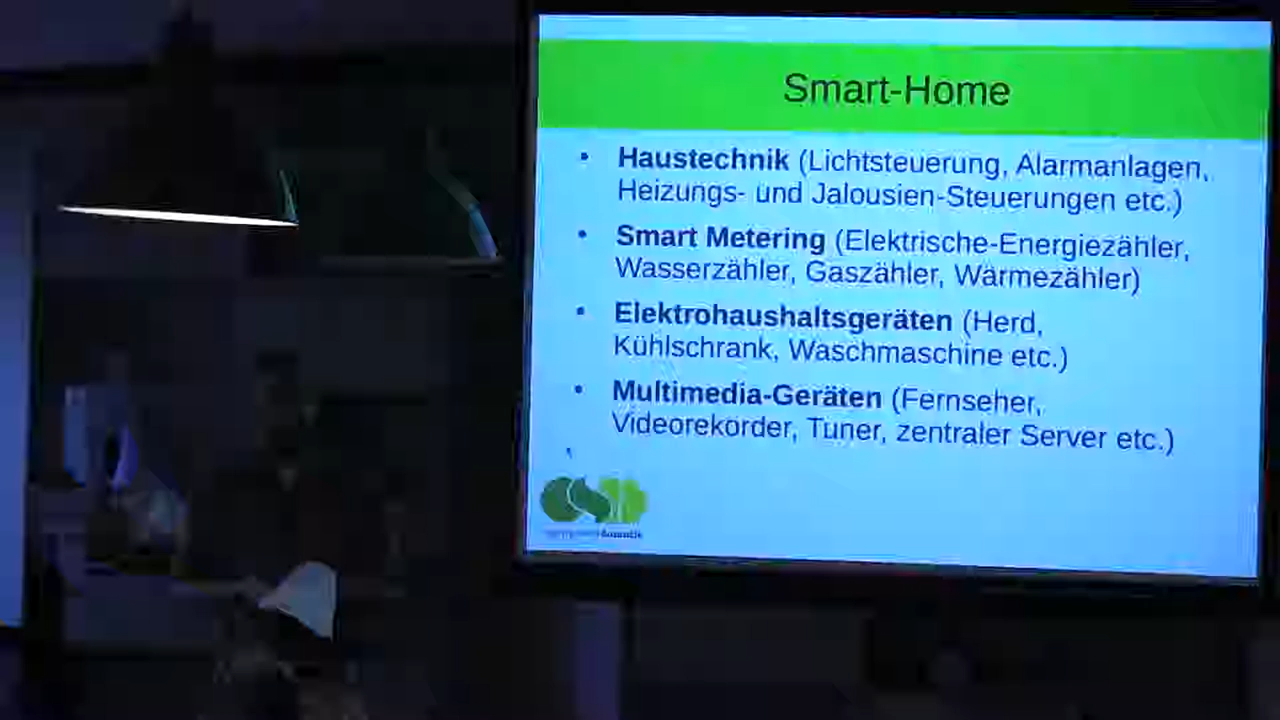 Smart-Home
• Haustechnik (Lichtsteuerung, Alarmanlagen,
Heizungs- und Jalousien-Steuerungen etc.)
• Smart Metering (Elektrische-Energiezähler,
Wasserzähler, Gaszähler, Wärmezähler)
• Elektrohaushaltsgeräten (Herd,
Kühlschrank, Waschmaschine etc.)
• Multimedia-Geräten (Fernseher,
Videorekorder, Tuner, zentraler Server etc.)